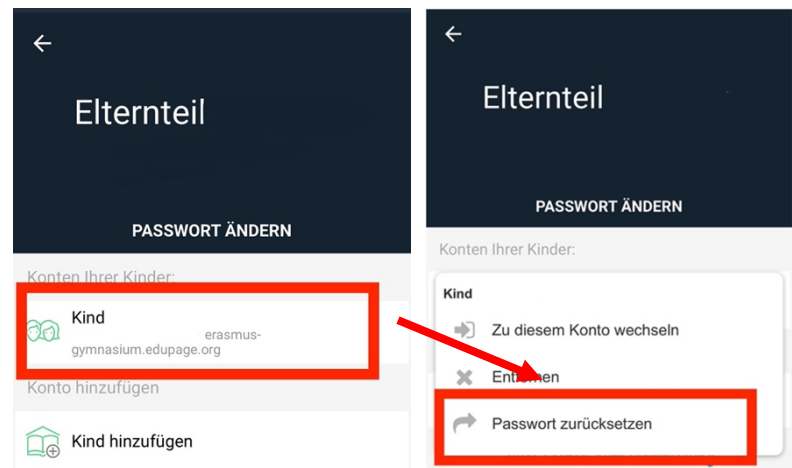 Elternteil
PASSWORT ÄNDERN
Konten Ihrer Kinder:
Kind
erasmus-
gymnasium.edupage.org
Konto hinzufügen
Kind hinzufügen
Elternteil
PASSWORT ÄNDERN
Konten Ihrer Kinder:
Kind
Zu diesem Konto wechseln
Entfernen
Passwort zurücksetzen